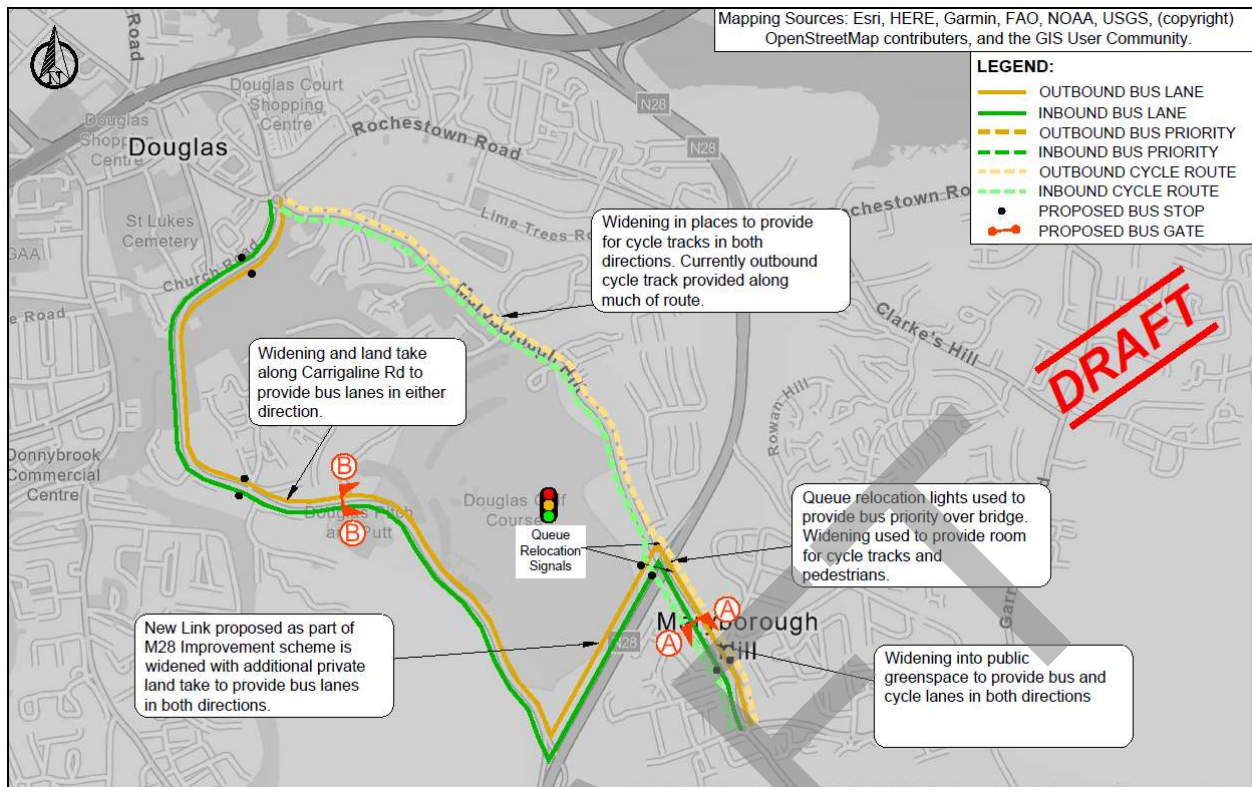 Mapping Sources: Esri, HERE, Garmin, FAO, NOAA, USGS, (copyright)
OpenStreetMap contributers, and the GIS User Community.
LEGEND:
OUTBOUND BUS LANE
INBOUND BUS LANE
OUTBOUND BUS PRIORITY
INBOUND BUS PRIORITY
OUTBOUND CYCLE ROUTE
INBOUND CYCLE ROUTE
PROPOSED BUS STOP
PROPOSED BUS GATE
N
Road
Douglas Court
Shopping
Centre
Douglas
Centre
Douglas
Rochestown Road
N28
N28
St Lukes
Cemetery
Church Road
Lime Trees
Widening in places to provide
for cycle tracks in both
directions. Currently outbound
cycle track provided along
much of route.
Clarke's Hill
DRAFT
Widening and land take
along Carrigaline Rd to
provide bus lanes in either
direction.
Rowan Hill
Donnybrook
Commercial
Centre
B
B
Douglas Pitch
and Putt
Douglas Golf
Course
Queue
Relocation
Signals
Queue relocation lights used to
provide bus priority over bridge.
Widening used to provide room
for cycle tracks and
pedestrians.
A
A
Maryborough
Hill
N28
New Link proposed as part of
M28 Improvement scheme is
widened with additional private
land take to provide bus lanes
in both directions.
Widening into public
greenspace to provide bus and
cycle lanes in both directions